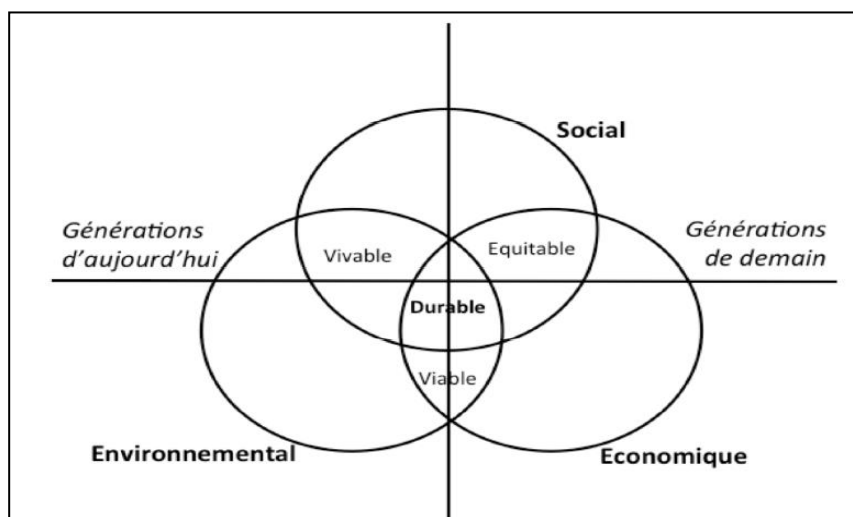 Social
Générations
d'aujourd'hui
Vivable
Equitable
Générations
de demain
Durable
Viable
Environnemental
Economique